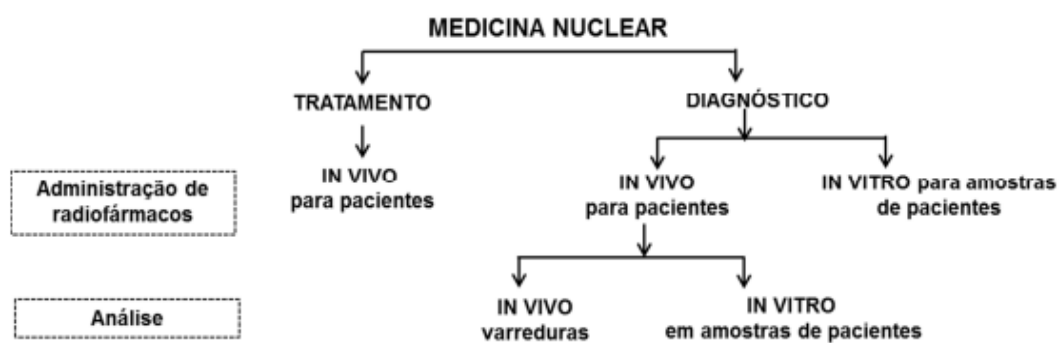 MEDICINA NUCLEAR
TRATAMENTO
DIAGNÓSTICO
Administração de
radiofármacos
IN VIVO
para pacientes
IN VIVO
para pacientes
IN VITRO para amostras
de pacientes
Análise
IN VIVO
varreduras
IN VITRO
em amostras de pacientes